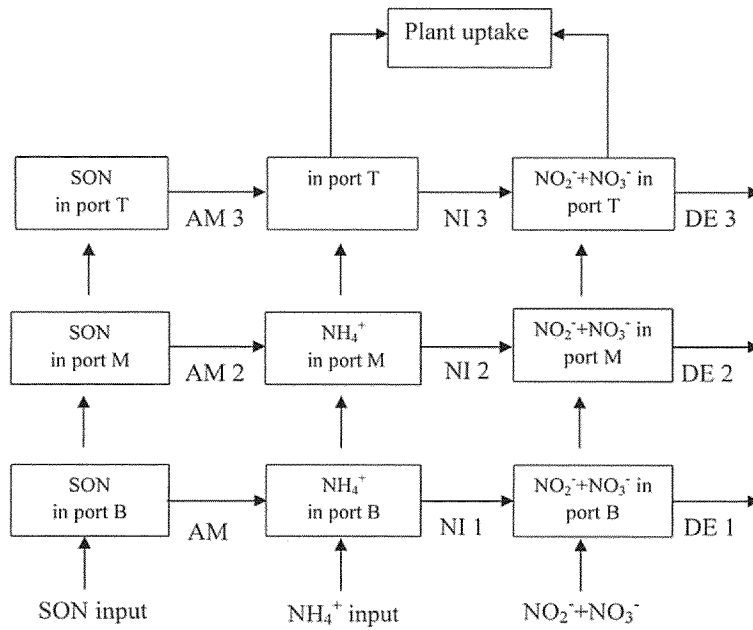 Plant uptake
SON
in port T
in port T
NO₂⁻+NO₃⁻ in
port T
AM 3
NI 3
DE 3
SON
in port M
NH₄⁺
in port M
NO₂⁻+NO₃⁻ in
port M
AM 2
NI 2
DE 2
SON
in port B
NH₄⁺
in port B
NO₂⁻+NO₃⁻ in
port B
AM
NI 1
DE 1
SON input
NH₄⁺ input
NO₂⁻+NO₃⁻